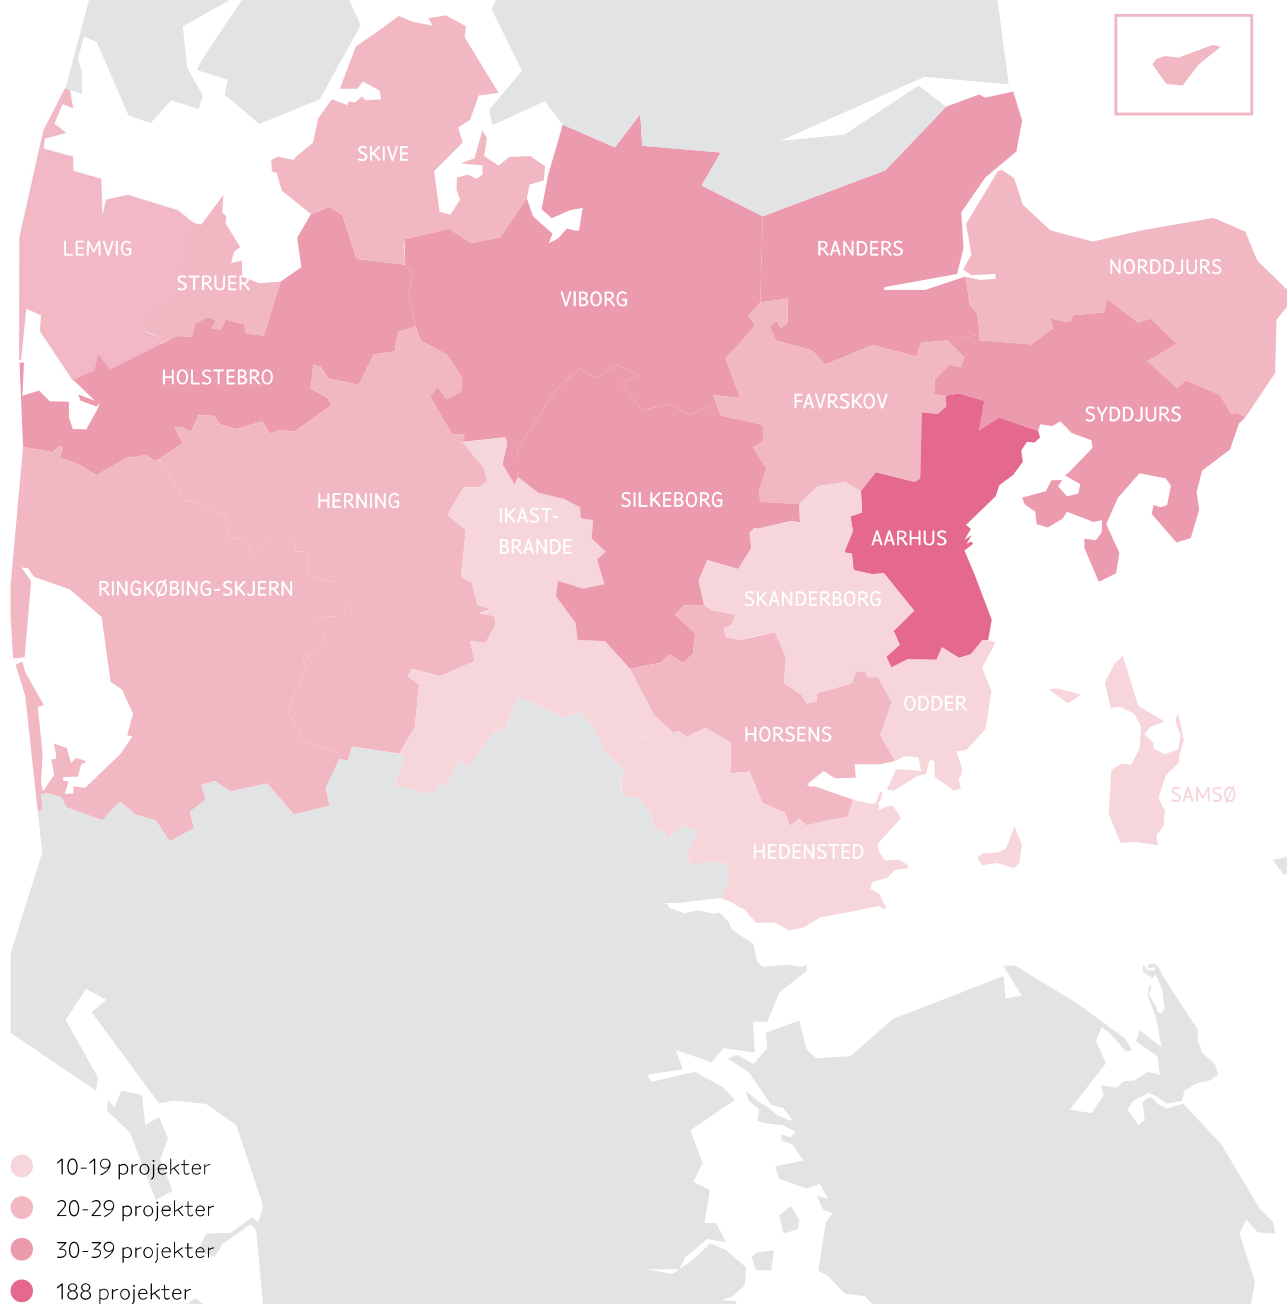 SKIVE
LEMVIG
STRUER
RANDERS
NORDDJURS
VIBORG
HOLSTEBRO
FAVRSKOV
SYDDJURS
HERNING
SILKEBORG
IKAST-
BRANDE
AARHUS
RINGKØBING-SKJERN
SKANDERBORG
ODDER
HORSENS
SAMSØ
HEDENSTED
10-19 projekter
20-29 projekter
30-39 projekter
188 projekter